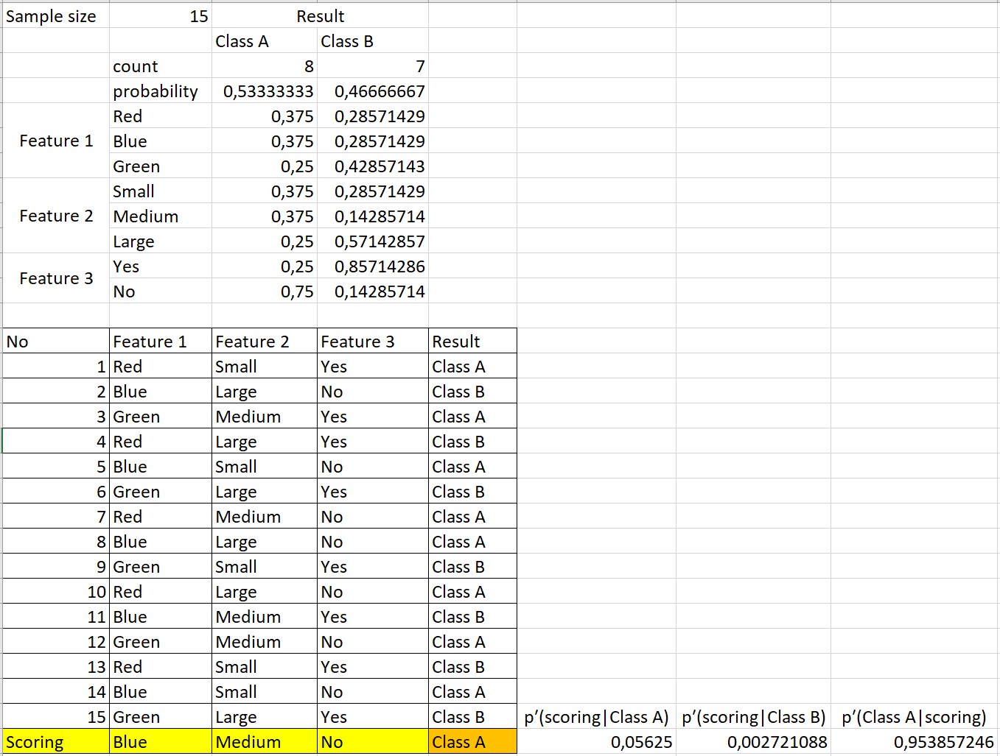 Sample size 15 Result
Class A Class B
count 8 7
probability 0,53333333 0,46666667
Feature 1
Red 0,375 0,28571429
Blue 0,375 0,28571429
Green 0,25 0,42857143
Feature 2
Small 0,375 0,28571429
Medium 0,375 0,14285714
Large 0,25 0,57142857
Feature 3
Yes 0,25 0,85714286
No 0,75 0,14285714
No Feature 1 Feature 2 Feature 3 Result
1 Red Small Yes Class A
2 Blue Large No Class B
3 Green Medium Yes Class A
4 Red Large Yes Class B
5 Blue Small No Class A
6 Green Large Yes Class B
7 Red Medium No Class A
8 Blue Large No Class A
9 Green Small Yes Class B
10 Red Large No Class A
11 Blue Medium Yes Class B
12 Green Medium No Class A
13 Red Small Yes Class B
14 Blue Small No Class A
15 Green Large Yes Class B p’(scoring|Class A) p’(scoring|Class B) p’(Class A|scoring)
Scoring Blue Medium No Class A 0,05625 0,002721088 0,953857246